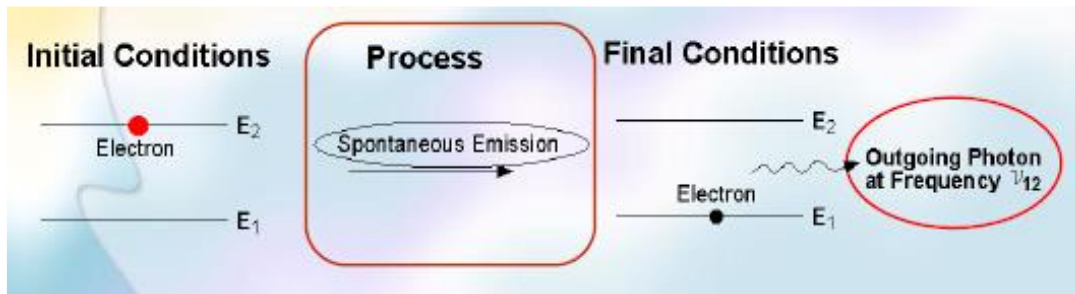 Initial Conditions
E₂
Electron
E₁
Process
Spontaneous Emission
Final Conditions
E₂
Outgoing Photon
at Frequency ν₁₂
Electron
E₁